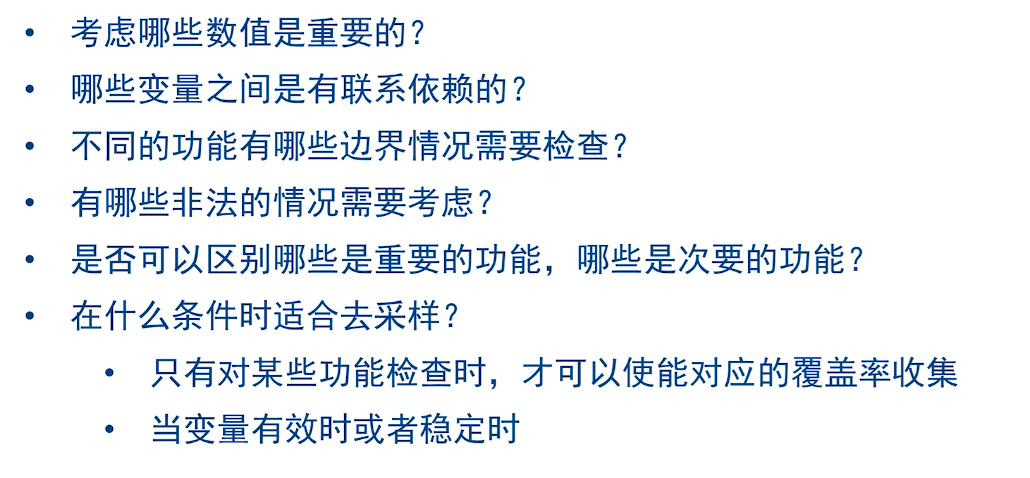 • 考虑哪些数值是重要的？
• 哪些变量之间是有联系依赖的？
• 不同的功能有哪些边界情况需要检查？
• 有哪些非法的情况需要考虑？
• 是否可以区别哪些是重要的功能，哪些是次要的功能？
• 在什么条件时适合去采样？
• 只有对某些功能检查时，才可以使能对应的覆盖率收集
• 当变量有效时或者稳定时